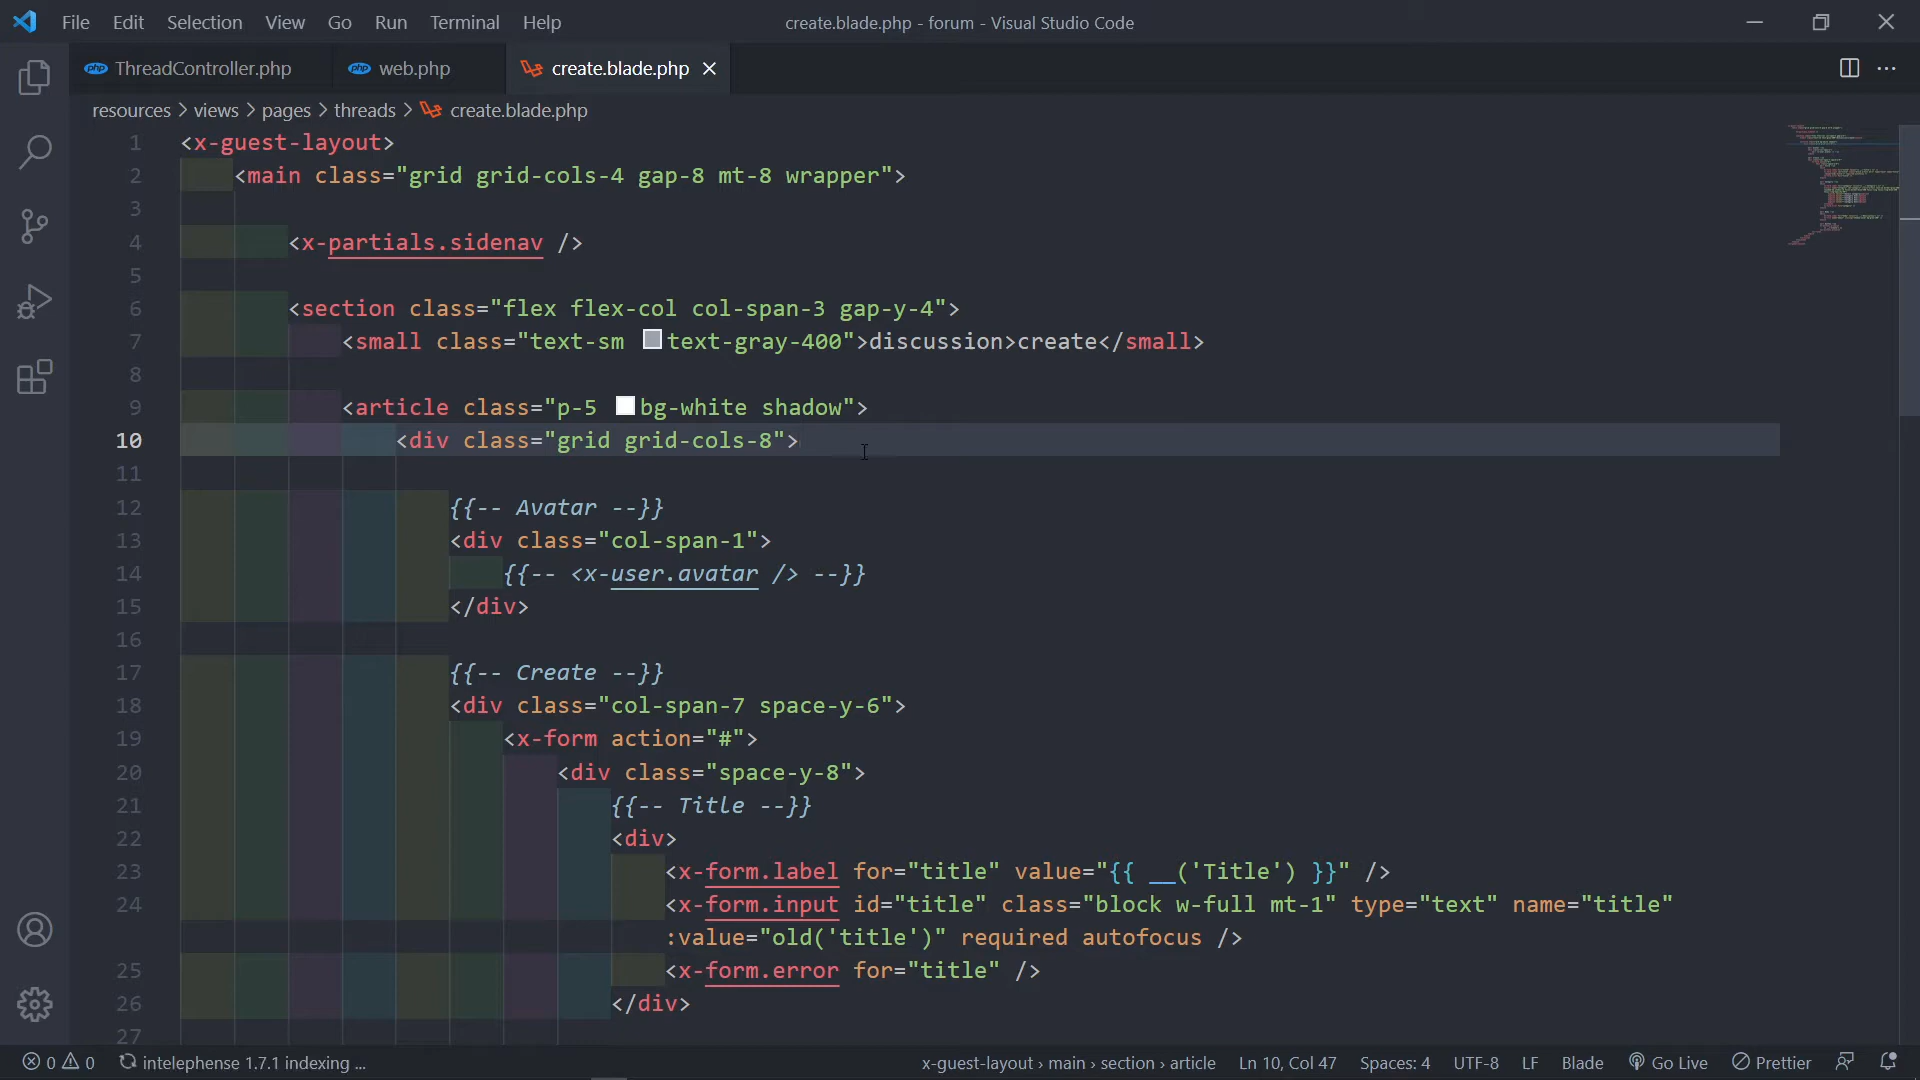 File Edit Selection View Go Run Terminal Help create.blade.php - forum - Visual Studio Code
php ThreadController.php php web.php create.blade.php
resources > views > pages > threads > create.blade.php
1 <x-guest-layout>
2 <main class="grid grid-cols-4 gap-8 mt-8 wrapper">
3
4 <x-partials.sidenav />
5
6 <section class="flex flex-col col-span-3 gap-y-4">
7 <small class="text-sm text-gray-400">discussion>create</small>
8
9 <article class="p-5 bg-white shadow">
10 <div class="grid grid-cols-8">
11
12 {{-- Avatar --}}
13 <div class="col-span-1">
14 {{-- <x-user.avatar /> --}}
15 </div>
16
17 {{-- Create --}}
18 <div class="col-span-7 space-y-6">
19 <x-form action="#">
20 <div class="space-y-8">
21 {{-- Title --}}
22 <div>
23 <x-form.label for="title" value="{{ __('Title') }}" />
24 <x-form.input id="title" class="block w-full mt-1" type="text" name="title"
:value="old('title')" required autofocus />
25 <x-form.error for="title" />
26 </div>
27
0 0 intelephense 1.7.1 indexing ... x-guest-layout > main > section > article Ln 10, Col 47 Spaces: 4 UTF-8 LF Blade Go Live Prettier